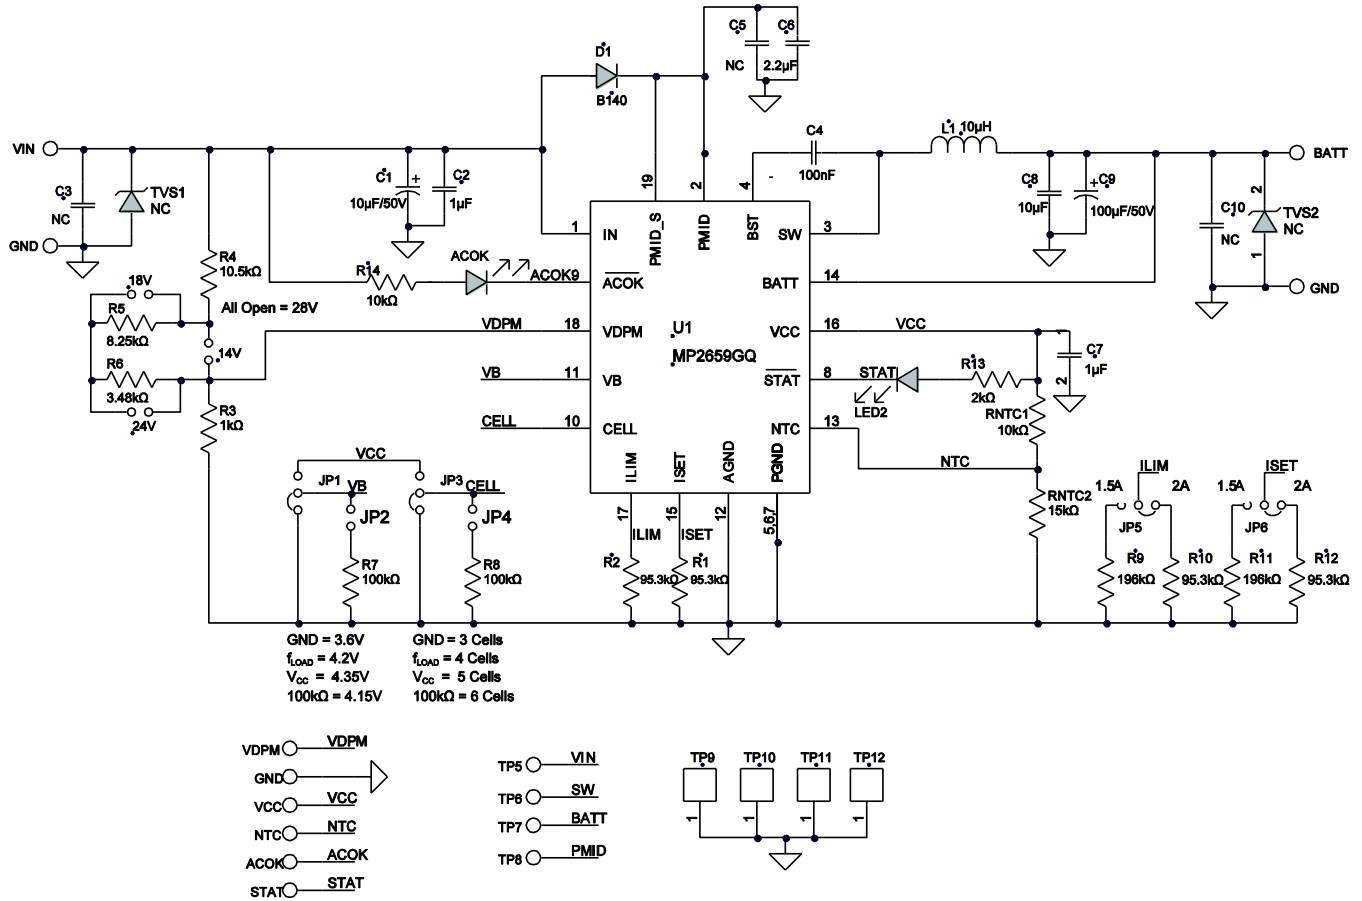 C5
C6
NC
2.2µF
D1
B140
VIN
C3
NC
TVS1
NC
GND
C1
10µF/50V
C2
1µF
19
2
4
C4
100nF
-
L1
10µH
BATT
C8
10µF
+
C9
100µF/50V
C10
NC
2
TVS2
NC
1
GND
+
R4
10.5kΩ
18V
All Open = 28V
R5
8.25kΩ
14V
R6
3.48kΩ
24V
R3
1kΩ
R14
10kΩ
ACOK
ACOK
9
1
IN
PMID_S
PMID
BST
SW
3
ACOK
BATT
14
VDPM
18
VDPM
U1
MP2659GQ
VCC
16
VCC
VB
11
VB
STAT
8
STAT
LED2
CELL
10
CELL
NTC
13
ILIM
ISET
AGND
PGND
17
15
12
5,6,7
R13
2kΩ
1
C7
1µF
2
RNTC1
10kΩ
NTC
RNTC2
15kΩ
VCC
JP1
VB
JP2
R7
100kΩ
JP3
CELL
JP4
R8
100kΩ
ILIM
ISET
R2
95.3kΩ
R1
95.3kΩ
ILIM
1.5A
2A
JP5
R9
196kΩ
R10
95.3kΩ
ISET
1.5A
2A
JP6
R11
196kΩ
R12
95.3kΩ
GND = 3.6V
fLOAD = 4.2V
VCC = 4.35V
100kΩ = 4.15V
GND = 3 Cells
fLOAD = 4 Cells
VCC = 5 Cells
100kΩ = 6 Cells
VDPM
VDPM
GND
VCC
VCC
NTC
NTC
ACOK
ACOK
STAT
STAT
TP5
VIN
TP6
SW
TP7
BATT
TP8
PMID
TP9
TP10
TP11
TP12
1
1
1
1